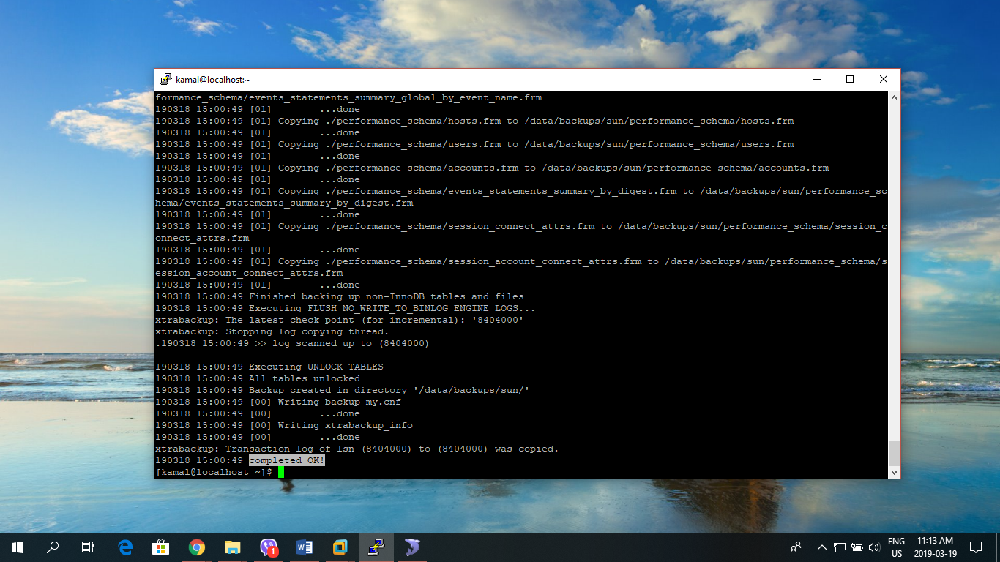 kamal@localhost:~
formance_schema/events_statements_summary_global_by_event_name.frm
190318 15:00:49 [01]        ...done
190318 15:00:49 [01] Copying ./performance_schema/hosts.frm to /data/backups/sun/performance_schema/hosts.frm
190318 15:00:49 [01]        ...done
190318 15:00:49 [01] Copying ./performance_schema/users.frm to /data/backups/sun/performance_schema/users.frm
190318 15:00:49 [01]        ...done
190318 15:00:49 [01] Copying ./performance_schema/accounts.frm to /data/backups/sun/performance_schema/accounts.frm
190318 15:00:49 [01]        ...done
190318 15:00:49 [01] Copying ./performance_schema/events_statements_summary_by_digest.frm to /data/backups/sun/performance_sc
hema/events_statements_summary_by_digest.frm
190318 15:00:49 [01]        ...done
190318 15:00:49 [01] Copying ./performance_schema/session_connect_attrs.frm to /data/backups/sun/performance_schema/session_c
onnect_attrs.frm
190318 15:00:49 [01]        ...done
190318 15:00:49 [01] Copying ./performance_schema/session_account_connect_attrs.frm to /data/backups/sun/performance_schema/s
ession_account_connect_attrs.frm
190318 15:00:49 [01]        ...done
190318 15:00:49 Finished backing up non-InnoDB tables and files
190318 15:00:49 Executing FLUSH NO_WRITE_TO_BINLOG ENGINE LOGS...
xtrabackup: The latest check point (for incremental): '8404000'
xtrabackup: Stopping log copying thread.
.190318 15:00:49 >> log scanned up to (8404000)
190318 15:00:49 Executing UNLOCK TABLES
190318 15:00:49 All tables unlocked
190318 15:00:49 Backup created in directory '/data/backups/sun/'
190318 15:00:49 [00] Writing backup-my.cnf
190318 15:00:49 [00]        ...done
190318 15:00:49 [00] Writing xtrabackup_info
190318 15:00:49 [00]        ...done
xtrabackup: Transaction log of lsn (8404000) to (8404000) was copied.
190318 15:00:49 completed OK!
[kamal@localhost ~]$
1
ENG
US
11:13 AM
2019-03-19